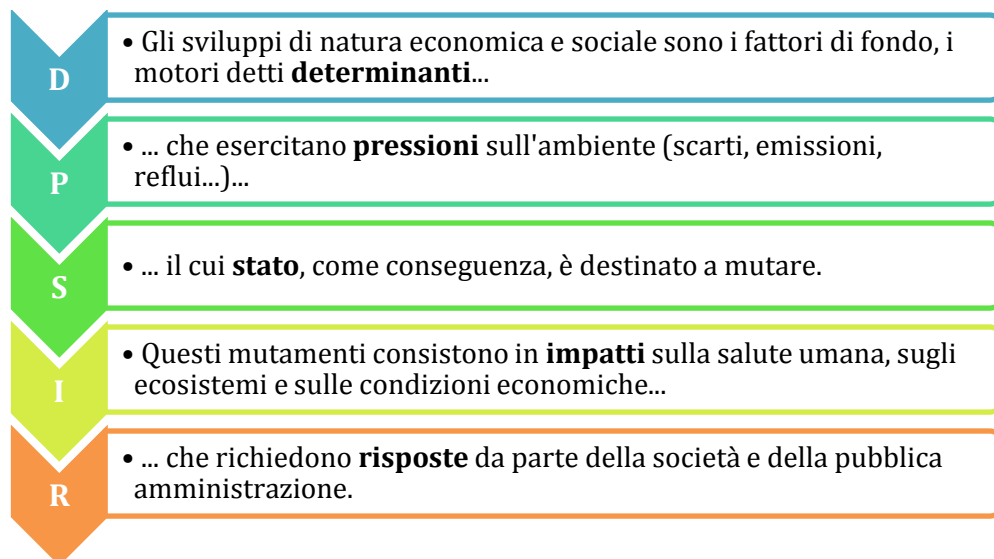 D
• Gli sviluppi di natura economica e sociale sono i fattori di fondo, i
motori detti determinanti...
P
• ... che esercitano pressioni sull'ambiente (scarti, emissioni,
reflui...)...
S
• ... il cui stato, come conseguenza, è destinato a mutare.
I
• Questi mutamenti consistono in impatti sulla salute umana, sugli
ecosistemi e sulle condizioni economiche...
R
• ... che richiedono risposte da parte della società e della pubblica
amministrazione.